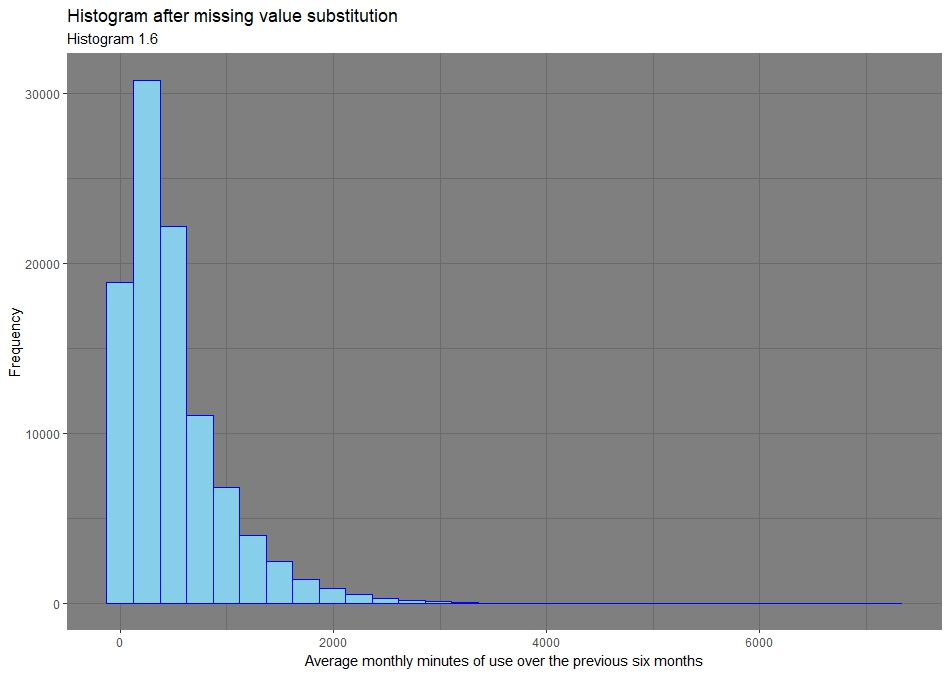 Histogram after missing value substitution
Histogram 1.6
30000
20000
10000
0
Frequency
0 2000 4000 6000
Average monthly minutes of use over the previous six months